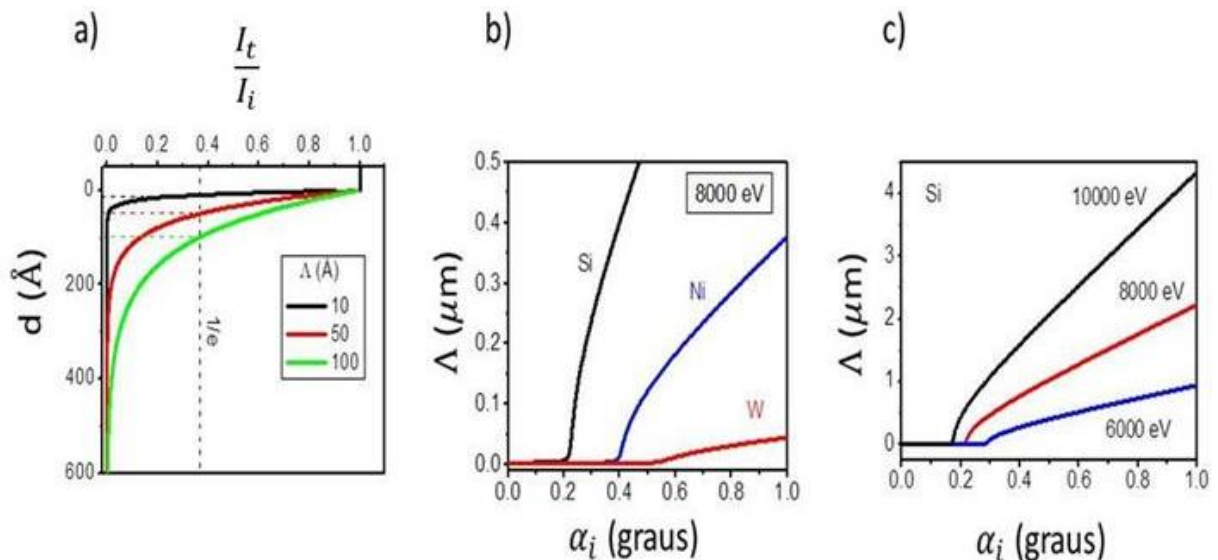 a)
I_t
I_i
0.0 0.2 0.4 0.6 0.8 1.0
0
200
400
600
d (Å)
Λ (Å)
10
50
100
1/e
b)
0.5
0.4
0.3
0.2
0.1
0.0
Λ (μm)
8000 eV
Si
Ni
W
0.0 0.2 0.4 0.6 0.8 1.0
α_i (graus)
c)
4
3
2
1
0
Λ (μm)
Si
10000 eV
8000 eV
6000 eV
0.0 0.2 0.4 0.6 0.8 1.0
α_i (graus)